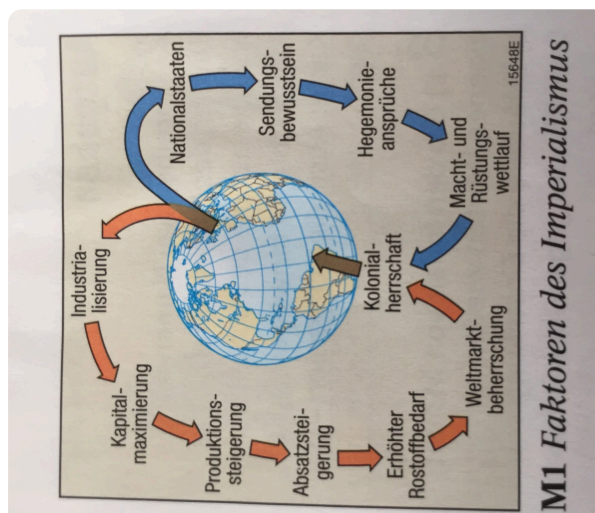 Industria-
lisierung
Kapital-
maximierung
Produktions-
steigerung
Absatzstei-
gerung
Erhöhter
Rostoffbedarf
Weltmarkt-
beherrschung
Nationalstaaten
Sendungs-
bewusstsein
Hegemonie-
ansprüche
Macht- und
Rüstungs-
wettlauf
Kolonial-
herrschaft
15648E
M1 Faktoren des Imperialismus